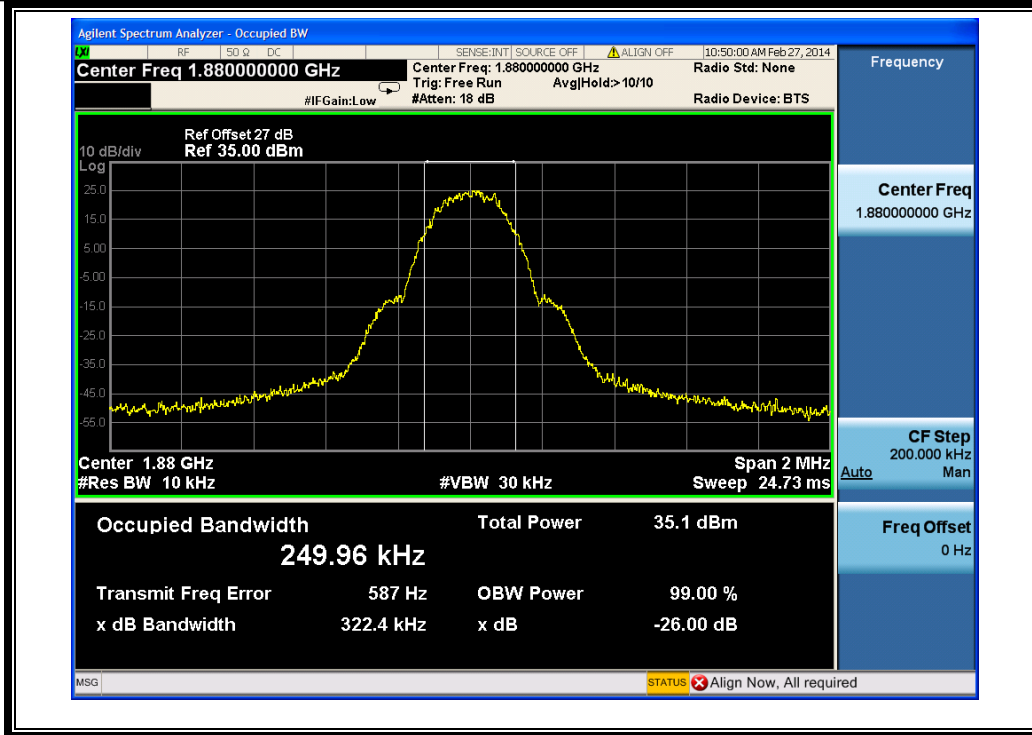 Agilent Spectrum Analyzer - Occupied BW
LXI RF 50 Ω DC SENSE:INT SOURCE OFF ALIGN OFF 10:50:00 AM Feb 27, 2014
Center Freq 1.880000000 GHz
Center Freq: 1.880000000 GHz
Radio Std: None
Trig: Free Run Avg|Hold:>10/10
#IFGain:Low
#Atten: 18 dB
Radio Device: BTS
Ref Offset 27 dB
10 dB/div Ref 35.00 dBm
Log
25.0
15.0
5.00
-5.00
-15.0
-25.0
-35.0
-45.0
-55.0
Center 1.88 GHz Span 2 MHz
#Res BW 10 kHz #VBW 30 kHz Sweep 24.73 ms
Occupied Bandwidth Total Power 35.1 dBm
249.96 kHz
Transmit Freq Error 587 Hz OBW Power 99.00 %
x dB Bandwidth 322.4 kHz x dB -26.00 dB
Frequency
Center Freq
1.880000000 GHz
CF Step
200.000 kHz
Auto Man
Freq Offset
0 Hz
MSG STATUS Align Now, All required